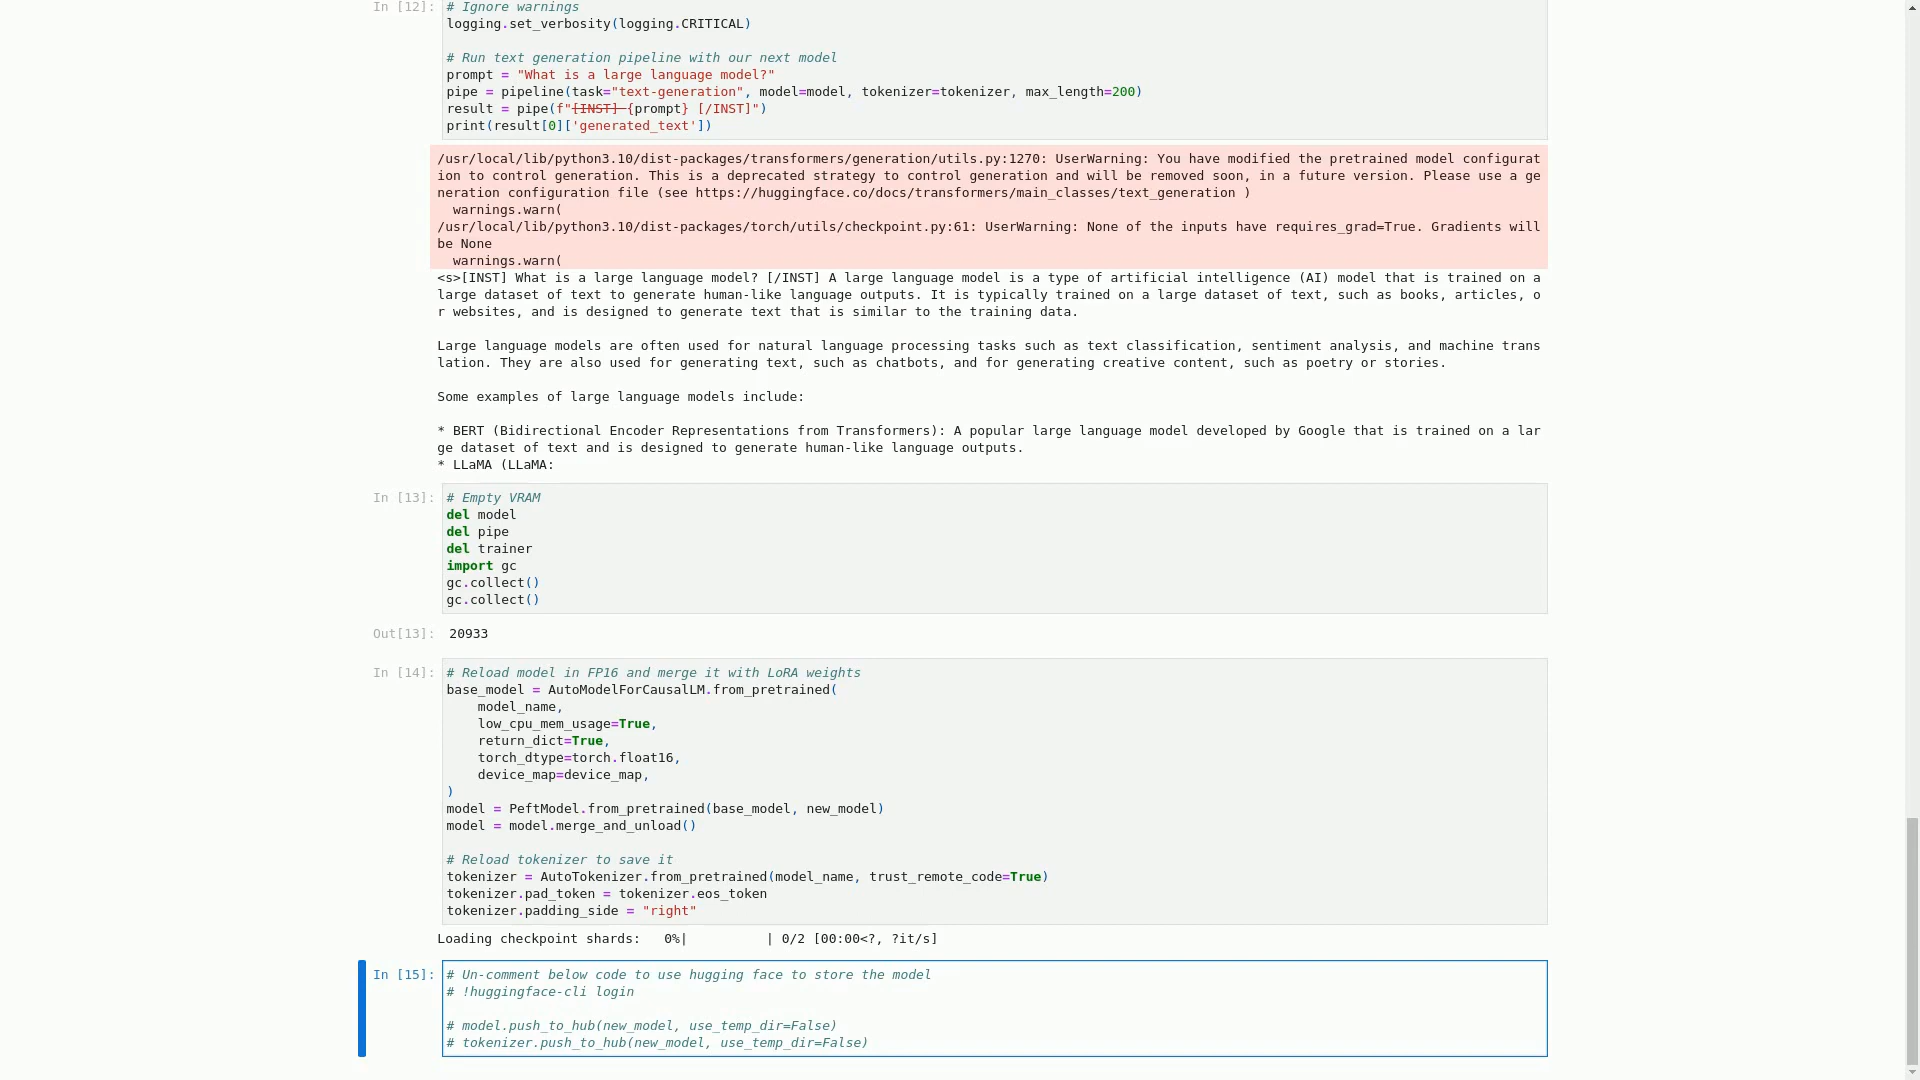 In [12]: # Ignore warnings
logging.set_verbosity(logging.CRITICAL)
# Run text generation pipeline with our next model
prompt = "What is a large language model?"
pipe = pipeline(task="text-generation", model=model, tokenizer=tokenizer, max_length=200)
result = pipe(f"<s>[INST] {prompt} [/INST]")
print(result[0]['generated_text'])
/usr/local/lib/python3.10/dist-packages/transformers/generation/utils.py:1270: UserWarning: You have modified the pretrained model configurat
ion to control generation. This is a deprecated strategy to control generation and will be removed soon, in a future version. Please use a ge
neration configuration file (see https://huggingface.co/docs/transformers/main_classes/text_generation )
  warnings.warn(
/usr/local/lib/python3.10/dist-packages/torch/utils/checkpoint.py:61: UserWarning: None of the inputs have requires_grad=True. Gradients will
be None
  warnings.warn(
<s>[INST] What is a large language model? [/INST] A large language model is a type of artificial intelligence (AI) model that is trained on a
large dataset of text to generate human-like language outputs. It is typically trained on a large dataset of text, such as books, articles, o
r websites, and is designed to generate text that is similar to the training data.
Large language models are often used for natural language processing tasks such as text classification, sentiment analysis, and machine trans
lation. They are also used for generating text, such as chatbots, and for generating creative content, such as poetry or stories.
Some examples of large language models include:
* BERT (Bidirectional Encoder Representations from Transformers): A popular large language model developed by Google that is trained on a lar
ge dataset of text and is designed to generate human-like language outputs.
* LLaMA (LLaMA:
In [13]: # Empty VRAM
del model
del pipe
del trainer
import gc
gc.collect()
gc.collect()
Out[13]: 20933
In [14]: # Reload model in FP16 and merge it with LoRA weights
base_model = AutoModelForCausalLM.from_pretrained(
    model_name,
    low_cpu_mem_usage=True,
    return_dict=True,
    torch_dtype=torch.float16,
    device_map=device_map,
)
model = PeftModel.from_pretrained(base_model, new_model)
model = model.merge_and_unload()
# Reload tokenizer to save it
tokenizer = AutoTokenizer.from_pretrained(model_name, trust_remote_code=True)
tokenizer.pad_token = tokenizer.eos_token
tokenizer.padding_side = "right"
Loading checkpoint shards:   0%|          | 0/2 [00:00<?, ?it/s]
In [15]: # Un-comment below code to use hugging face to store the model
# !huggingface-cli login
# model.push_to_hub(new_model, use_temp_dir=False)
# tokenizer.push_to_hub(new_model, use_temp_dir=False)